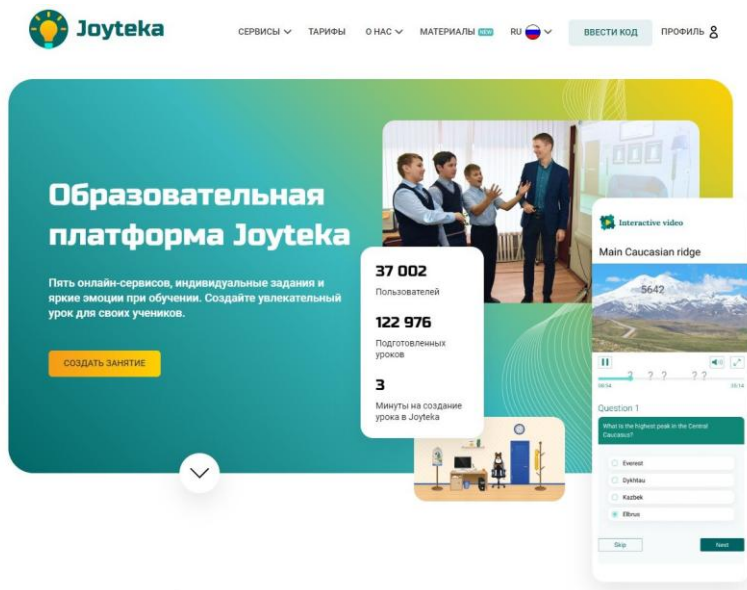 Joyteka
СЕРВИСЫ ТАРИФЫ О НАС МАТЕРИАЛЫ NEW RU ВВЕСТИ КОД ПРОФИЛЬ
Образовательная
платформа Joyteka
Пять онлайн-сервисов, индивидуальные задания и
яркие эмоции при обучении. Создайте увлекательный
урок для своих учеников.
СОЗДАТЬ ЗАНЯТИЕ
37 002
Пользователей
122 976
Подготовленных
уроков
3
Минуты на создание
урока в Joyteka
Interactive video
Main Caucasian ridge
5642
? ? ? ? ?
05:14
Question 1
What is the highest peak in the Central
Caucasus?
Everest
Dykhtau
Kazbek
Elbrus
Skip Next